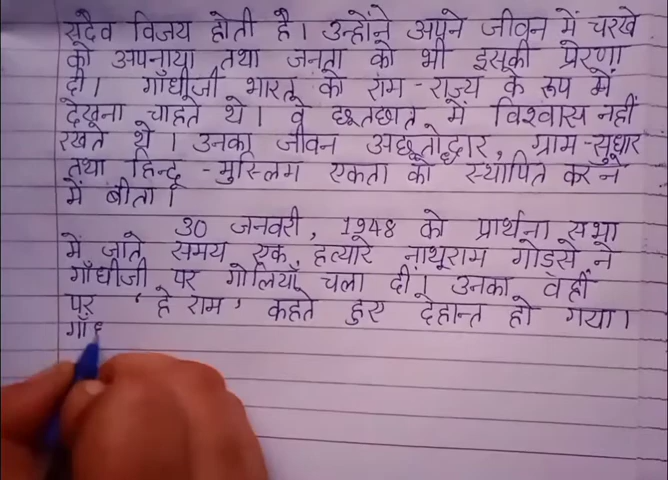 सदैव विजय होती है। उन्होंने अपने जीवन में चरखे
को अपनाया तथा जनता को भी इसकी प्रेरणा
दी। गाँधीजी भारत को राम-राज्य के रूप में
देखना चाहते थे। वे छूतछात में विश्वास नहीं
रखते थे। उनका जीवन अछूतोद्धार, ग्राम-सुधार
तथा हिन्दू-मुस्लिम एकता को स्थापित करने
में बीता।
30 जनवरी, 1948 को प्रार्थना सभा
में जाते समय एक हत्यारे नाथूराम गोडसे ने
गाँधीजी पर गोलियाँ चला दी। उनका वहीं
पर 'हे राम' कहते हुए देहान्त हो गया।
गाँध